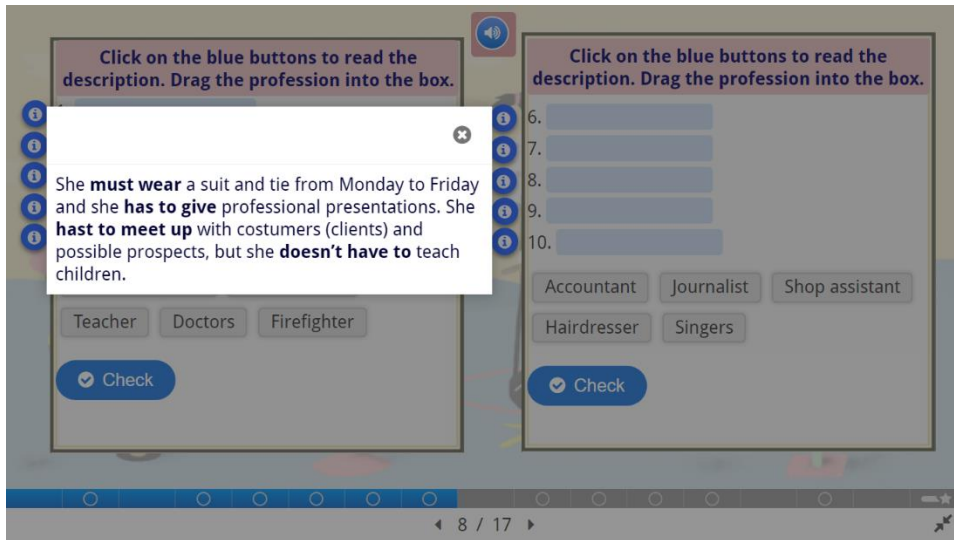 Click on the blue buttons to read the
description. Drag the profession into the box.
She must wear a suit and tie from Monday to Friday
and she has to give professional presentations. She
hast to meet up with costumers (clients) and
possible prospects, but she doesn't have to teach
children.
Teacher Doctors Firefighter
Check
Click on the blue buttons to read the
description. Drag the profession into the box.
6.
7.
8.
9.
10.
Accountant Journalist Shop assistant
Hairdresser Singers
Check
8 / 17